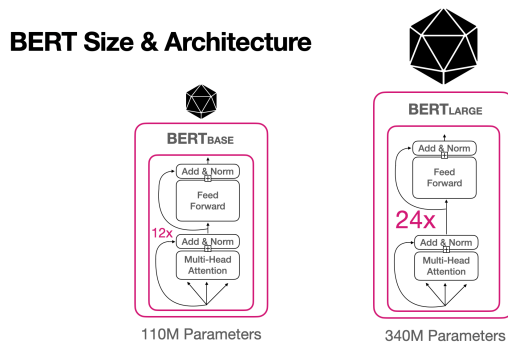 BERT Size & Architecture
BERTBASE
Add & Norm
Feed
Forward
12x
Add & Norm
Multi-Head
Attention
110M Parameters
BERTLARGE
Add & Norm
Feed
Forward
24x
Add & Norm
Multi-Head
Attention
340M Parameters